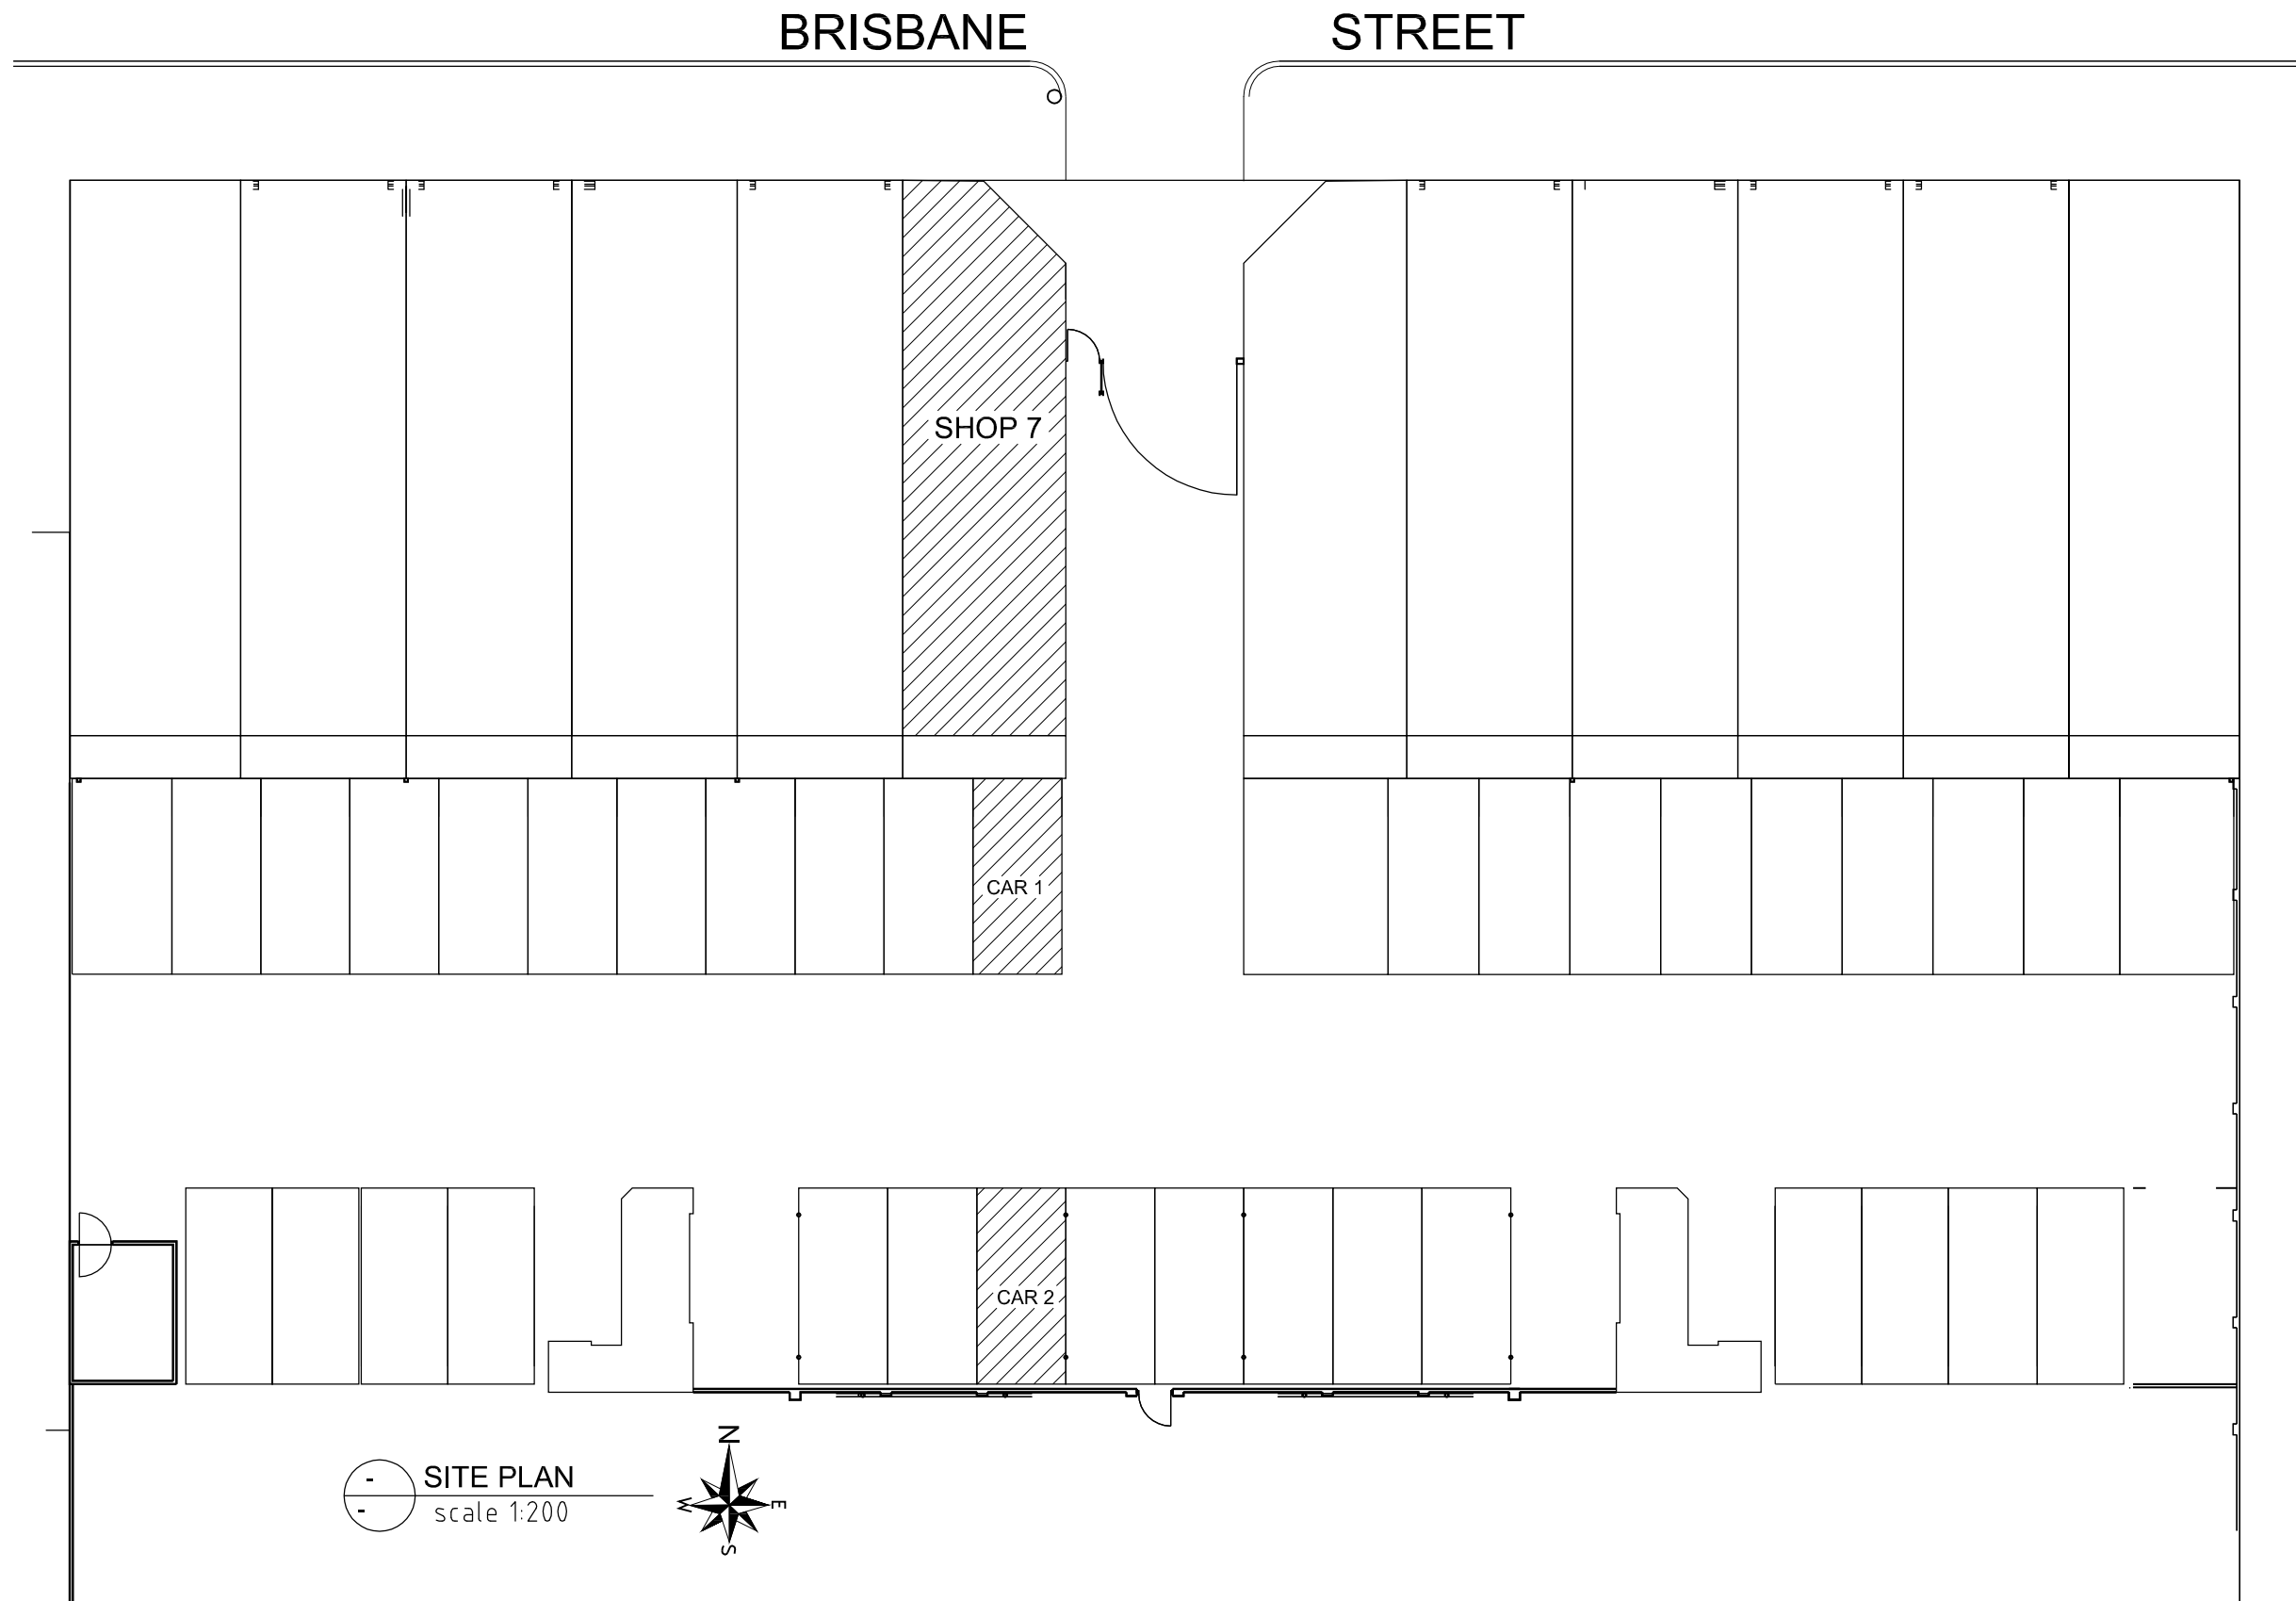 BRISBANE STREET
SHOP 7
CAR 1
CAR 2
N
SITE PLAN
W E
scale 1:200
S
- 
-